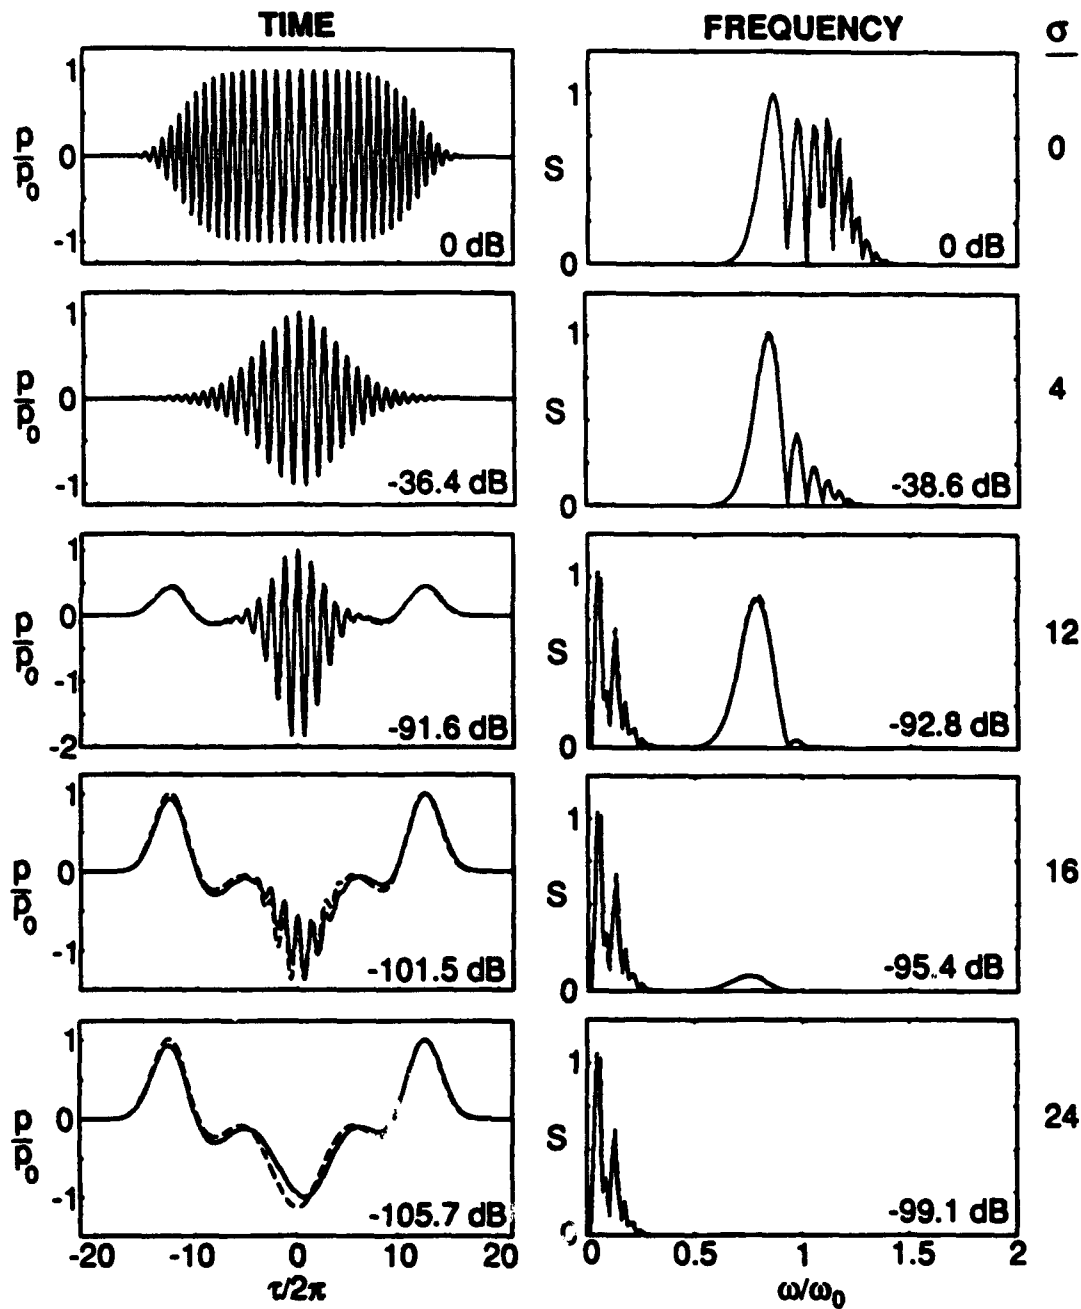 TIME FREQUENCY σ
1 0 -1 p/p₀ 0 dB
1 0 S 0 dB
0
1 0 -1 p/p₀ -36.4 dB
1 0 S -38.6 dB
4
1 0 -1 -2 p/p₀ -91.6 dB
1 0 S -92.8 dB
12
1 0 -1 p/p₀ -101.5 dB
1 0 S -95.4 dB
16
1 0 -1 p/p₀ -105.7 dB
1 0 S -99.1 dB
24
-20 -10 0 10 20
0 0.5 1 1.5 2
τ/2π
ω/ω₀